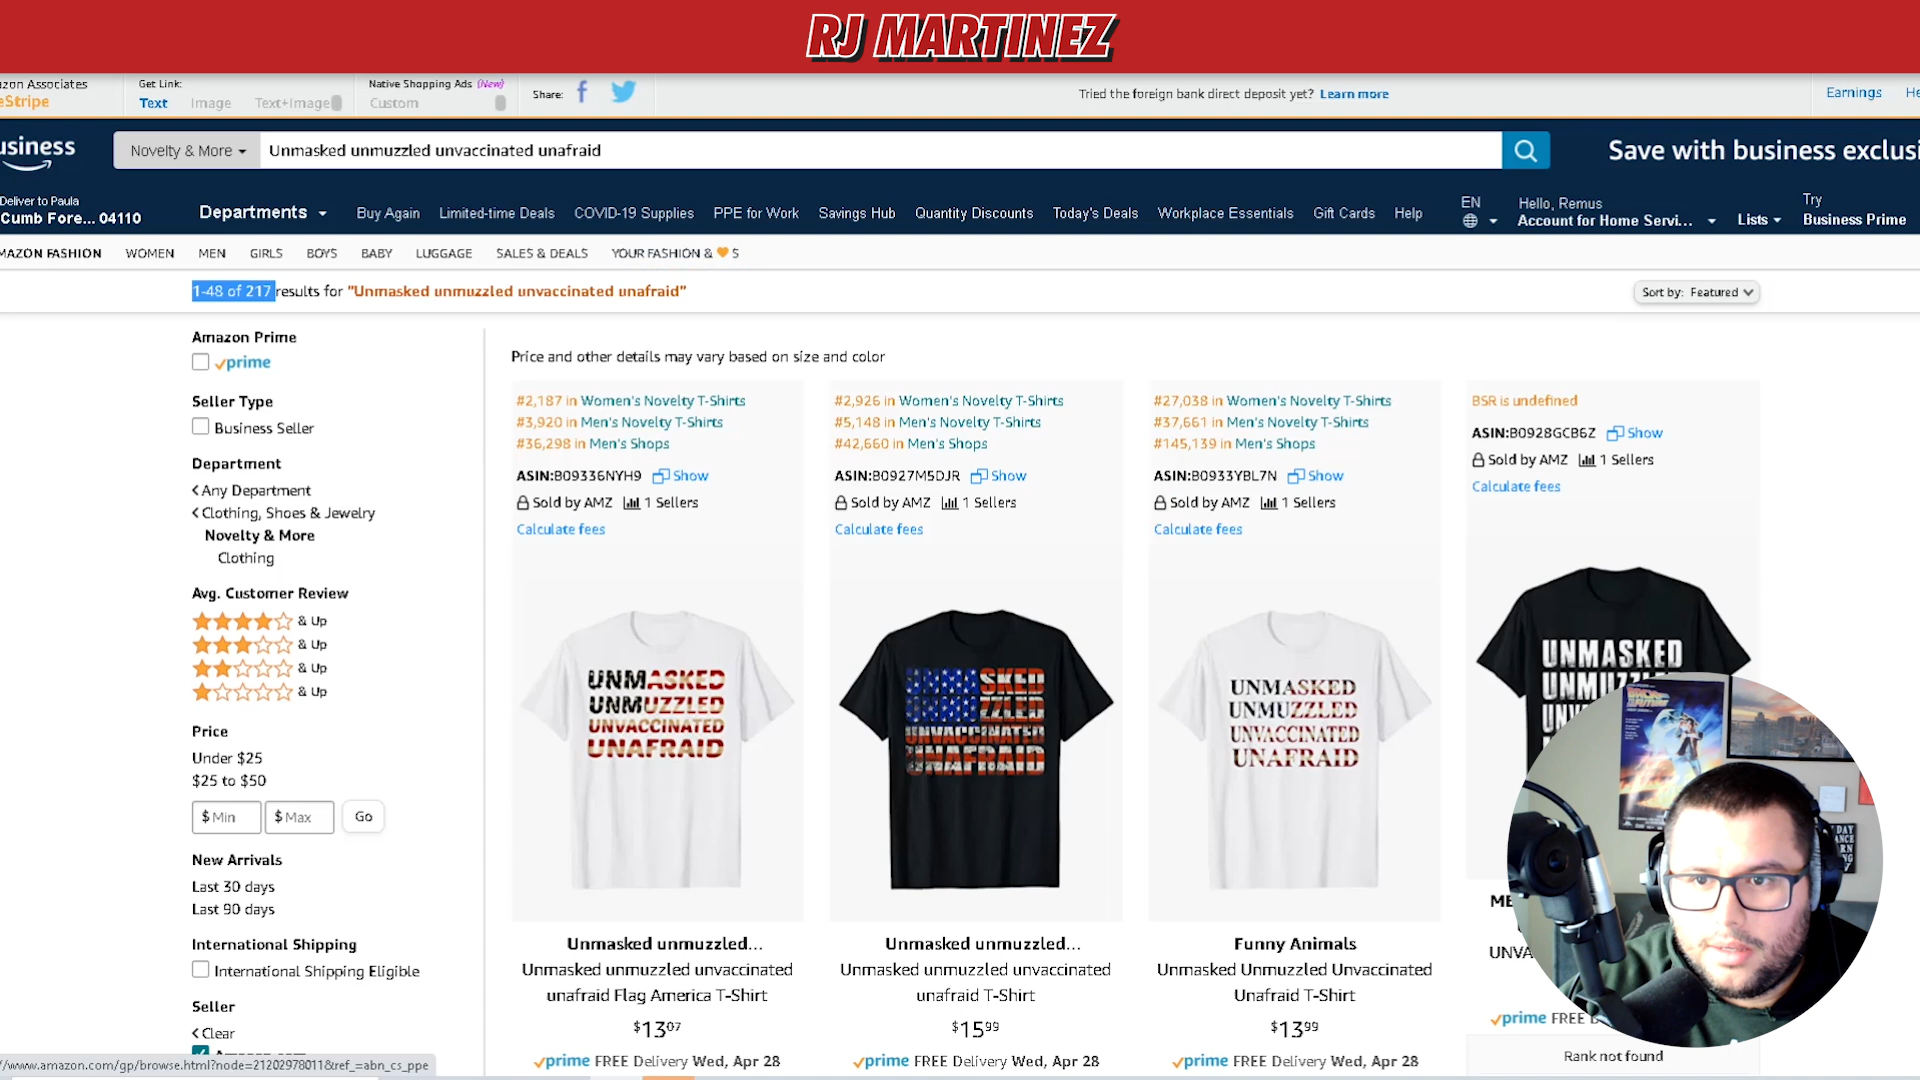 RJ MARTINEZ
zon Associates
eStripe
Get Link:
Text Image Text+Image
Native Shopping Ads (New)
Custom
Share:
Tried the foreign bank direct deposit yet? Learn more
Earnings He
usiness
Novelty & More
Unmasked unmuzzled unvaccinated unafraid
Save with business exclusi
Deliver to Paula
Cumb Fore... 04110
Departments
Buy Again Limited-time Deals COVID-19 Supplies PPE for Work Savings Hub Quantity Discounts Today's Deals Workplace Essentials Gift Cards Help
EN
Hello, Remus
Account for Home Servi...
Lists
Try
Business Prime
MAZON FASHION WOMEN MEN GIRLS BOYS BABY LUGGAGE SALES & DEALS YOUR FASHION & S
1-48 of 217 results for "Unmasked unmuzzled unvaccinated unafraid"
Sort by: Featured
Amazon Prime
prime
Seller Type
Business Seller
Department
Any Department
Clothing, Shoes & Jewelry
Novelty & More
Clothing
Avg. Customer Review
& Up
& Up
& Up
& Up
Price
Under $25
$25 to $50
$ Min $ Max Go
New Arrivals
Last 30 days
Last 90 days
International Shipping
International Shipping Eligible
Seller
Clear
//www.amazon.com/gp/browse.html?node=21202978011&ref_=abn_cs_ppe
Price and other details may vary based on size and color
#2,187 in Women's Novelty T-Shirts
#3,920 in Men's Novelty T-Shirts
#36,298 in Men's Shops
ASIN:B09336NYH9 Show
Sold by AMZ 1 Sellers
Calculate fees
UNMASKED
UNMUZZLED
UNVACCINATED
UNAFRAID
Unmasked unmuzzled...
Unmasked unmuzzled unvaccinated
unafraid Flag America T-Shirt
$13.07
prime FREE Delivery Wed, Apr 28
#2,926 in Women's Novelty T-Shirts
#5,148 in Men's Novelty T-Shirts
#42,660 in Men's Shops
ASIN:B0927M5DJR Show
Sold by AMZ 1 Sellers
Calculate fees
UNMASKED
UNMUZZLED
UNVACCINATED
UNAFRAID
Unmasked unmuzzled...
Unmasked unmuzzled unvaccinated
unafraid T-Shirt
$15.99
prime FREE Delivery Wed, Apr 28
#27,038 in Women's Novelty T-Shirts
#37,661 in Men's Novelty T-Shirts
#145,139 in Men's Shops
ASIN:B0933YBL7N Show
Sold by AMZ 1 Sellers
Calculate fees
UNMASKED
UNMUZZLED
UNVACCINATED
UNAFRAID
Funny Animals
Unmasked Unmuzzled Unvaccinated
Unafraid T-Shirt
$13.99
prime FREE Delivery Wed, Apr 28
BSR is undefined
ASIN:B0928GCB6Z Show
Sold by AMZ 1 Sellers
Calculate fees
UNMASKED
ME
UNVA
prime FREE
Rank not found